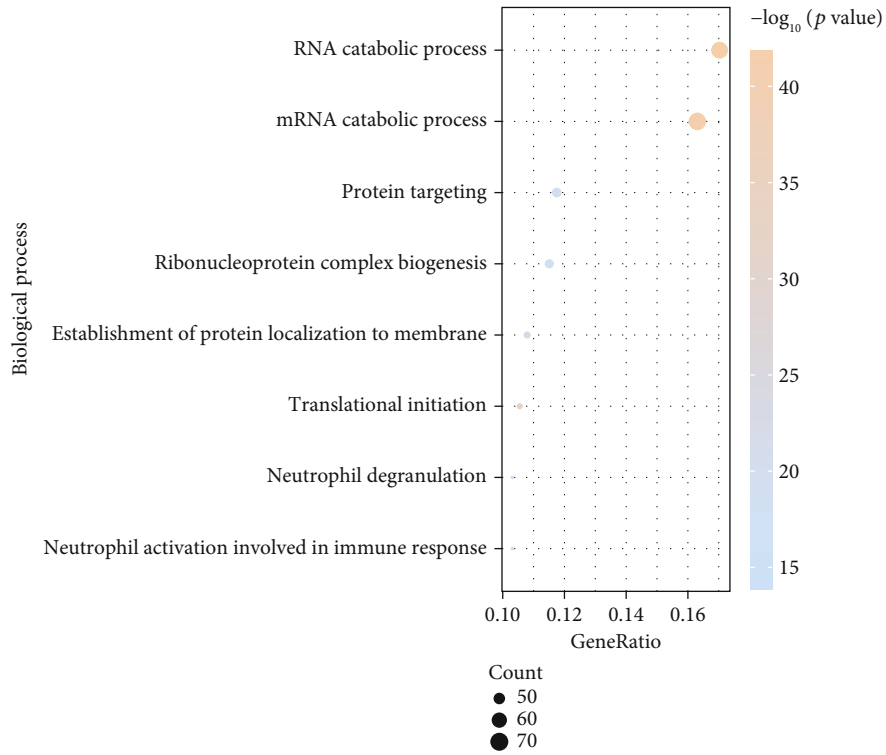 −log₁₀ (p value)
RNA catabolic process
40
mRNA catabolic process
35
Protein targeting
30
Ribonucleoprotein complex biogenesis
Biological process
Establishment of protein localization to membrane
25
Translational initiation
20
Neutrophil degranulation
Neutrophil activation involved in immune response
15
0.10 0.12 0.14 0.16
GeneRatio
Count
50
60
70